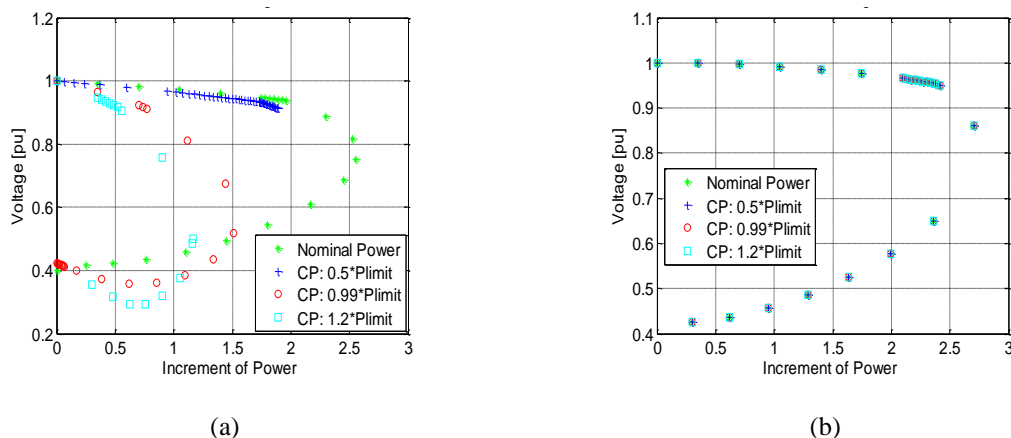 1.2
1
0.8
0.6
0.4
0.2
Voltage [pu]
0 0.5 1 1.5 2 2.5 3
Increment of Power
Nominal Power
CP: 0.5*Plimit
CP: 0.99*Plimit
CP: 1.2*Plimit
(a)
1.1
1
0.9
0.8
0.7
0.6
0.5
0.4
Voltage [pu]
0 0.5 1 1.5 2 2.5 3
Increment of Power
Nominal Power
CP: 0.5*Plimit
CP: 0.99*Plimit
CP: 1.2*Plimit
(b)